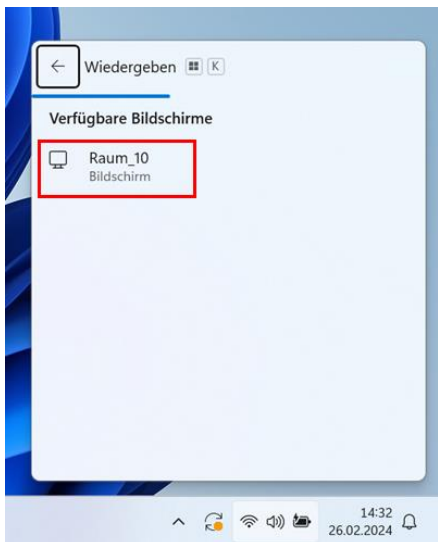 Wiedergeben K
Verfügbare Bildschirme
Raum_10
Bildschirm
14:32
26.02.2024